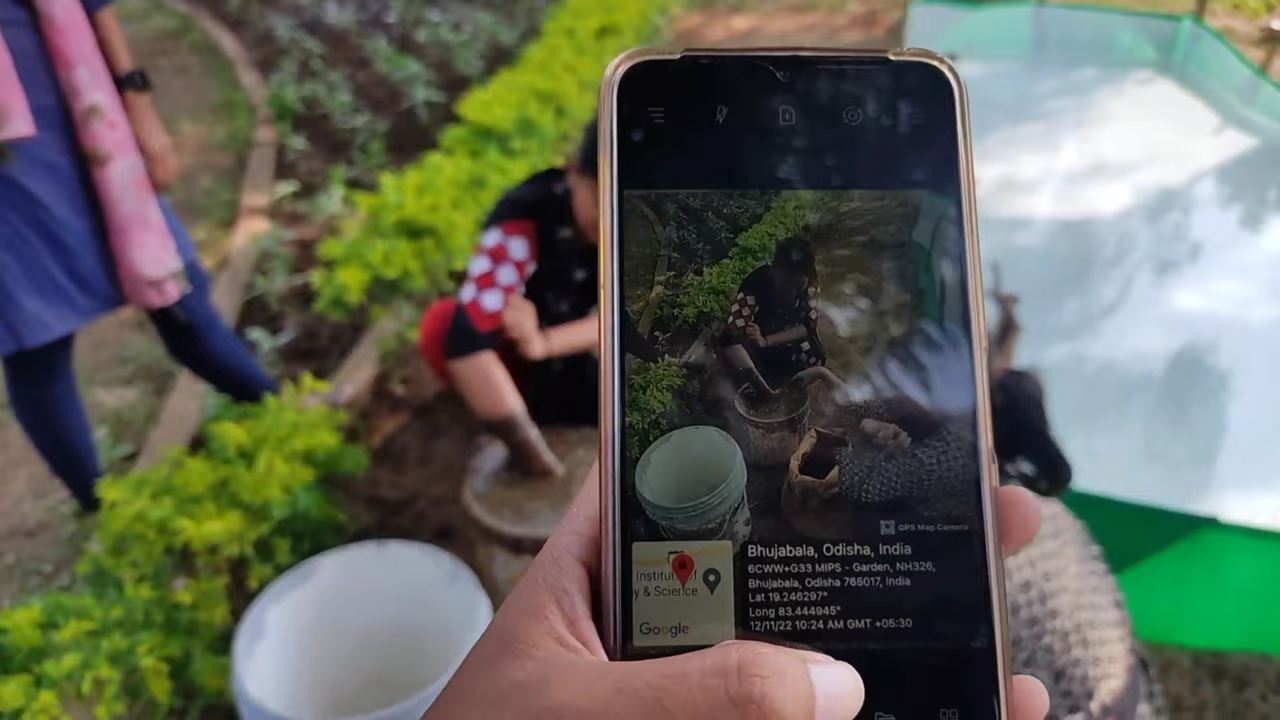 GPS Map Camera
Bhujabala, Odisha, India
6CWW+G33 MIPS - Garden, NH326,
Bhujabala, Odisha 765017, India
Lat 19.246297°
Long 83.444945°
12/11/22 10:24 AM GMT +05:30
Institute of
y & Science
Google